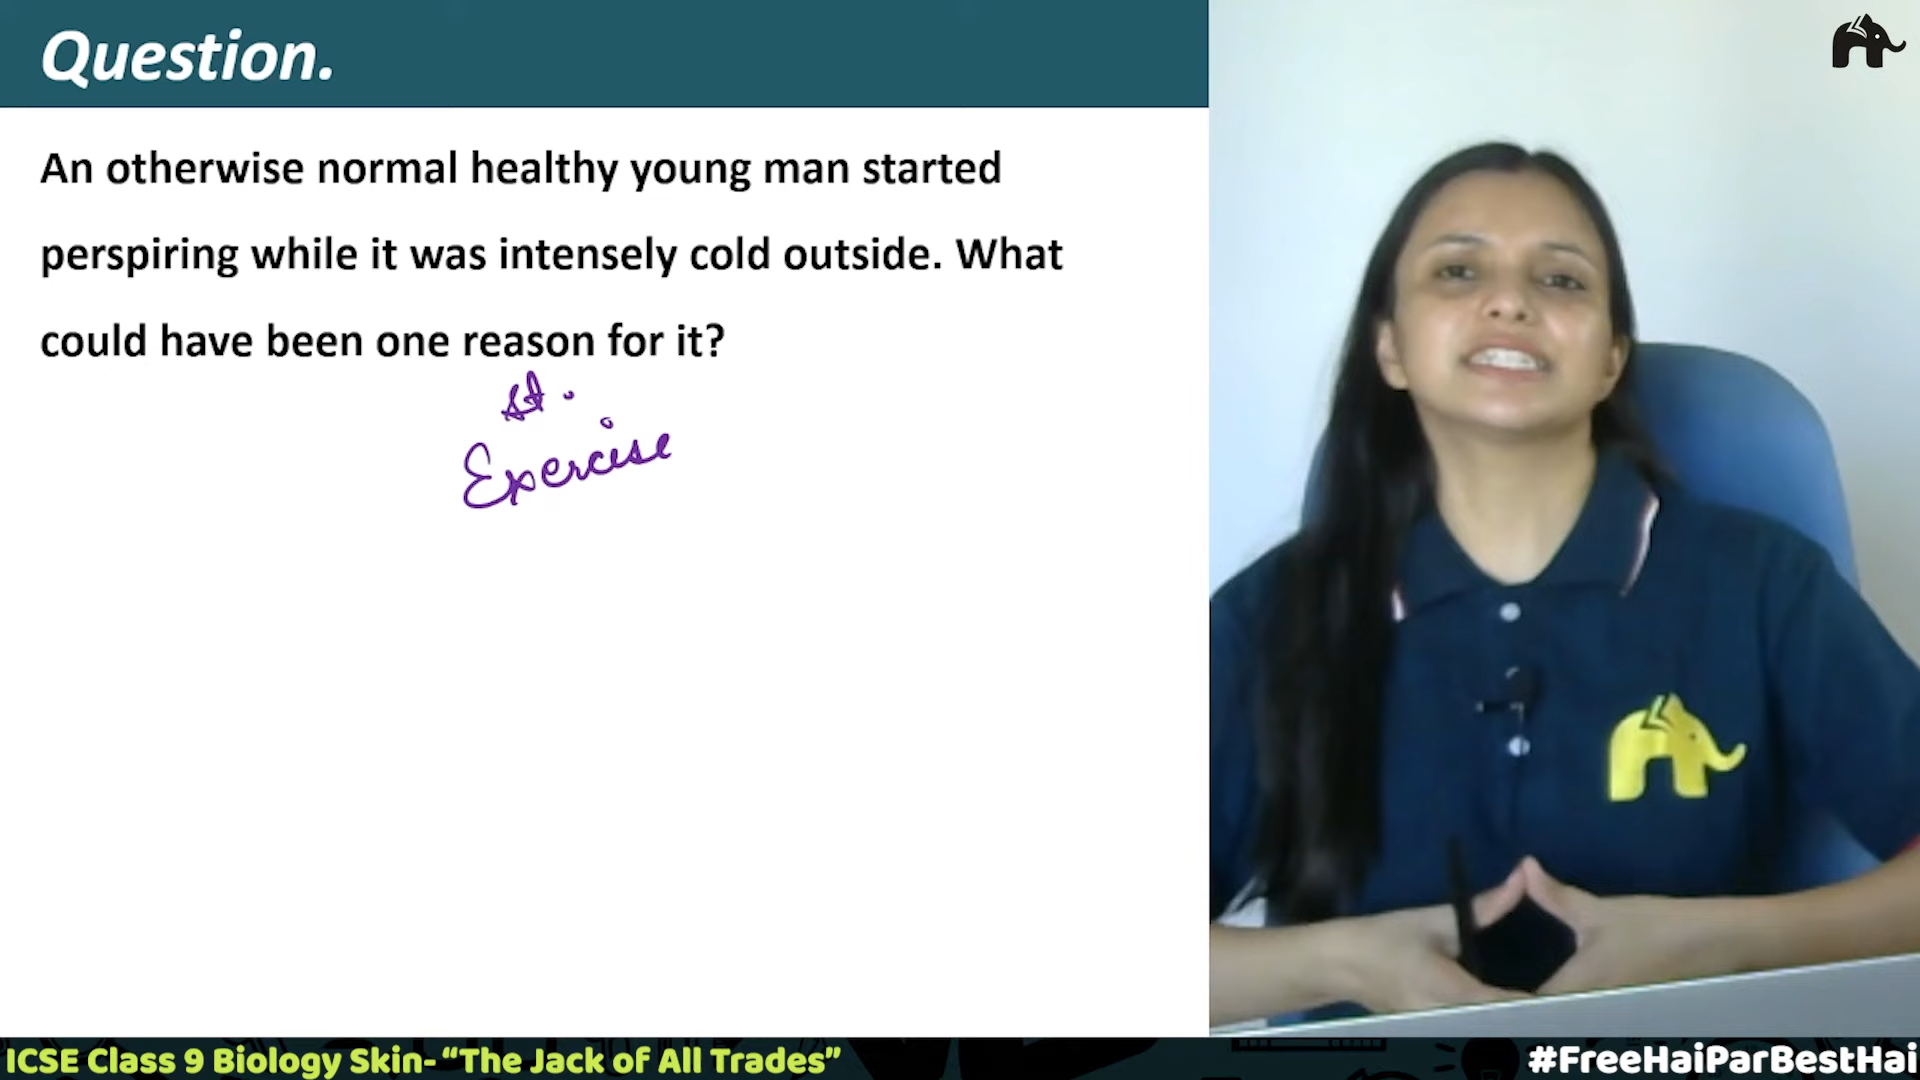 Question.
An otherwise normal healthy young man started
perspiring while it was intensely cold outside. What
could have been one reason for it?
st.
Exercise
ICSE Class 9 Biology Skin- “The Jack of All Trades”
#FreeHaiParBestHai